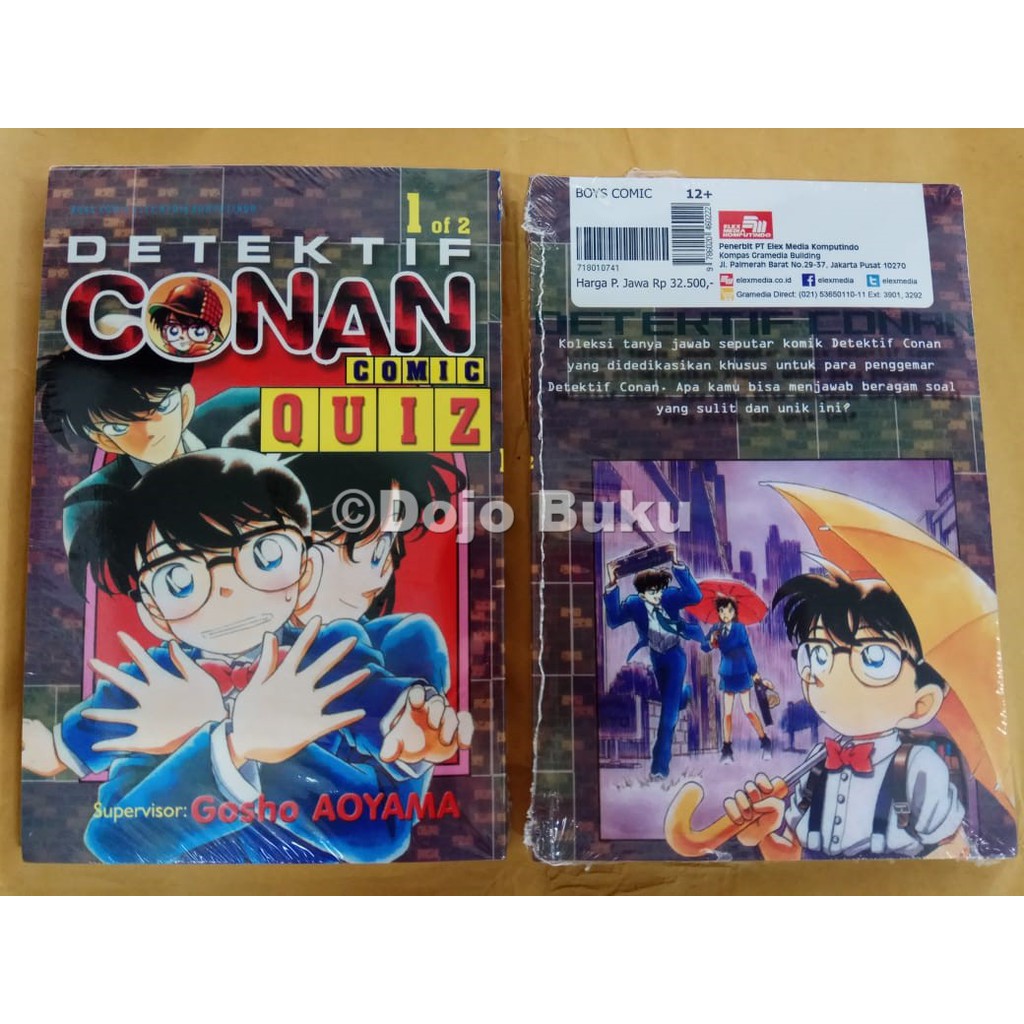 1 of 2
DETEKTIF
CONAN
COMIC
QUIZ
Supervisor: Gosho AOYAMA
BOYS COMIC 12+
718010741
Harga P. Jawa Rp 32.500,-
ELEX MEDIA KOMPUTINDO
Penerbit PT Elex Media Komputindo
Kompas Gramedia Building
Jl. Palmerah Barat No.29-37, Jakarta Pusat 10270
elexmedia.co.id elexmedia elexmedia
Gramedia Direct: (021) 53650110-11 Ext: 3901, 3292
DETEKTIF CONAN
Koleksi tanya jawab seputar komik Detektif Conan
yang didedikasikan khusus untuk para penggemar
Detektif Conan. Apa kamu bisa menjawab beragam soal
yang sulit dan unik ini?
©Dojo Buku